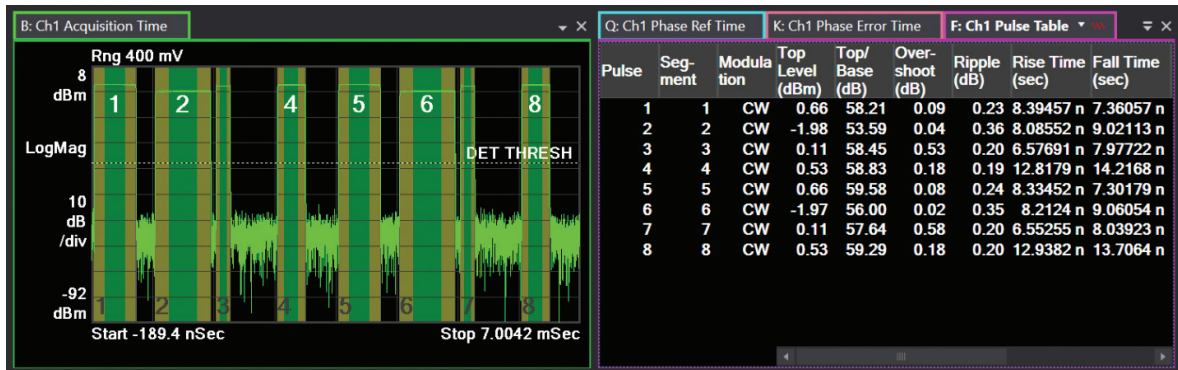 B: Ch1 Acquisition Time
Rng 400 mV
8
dBm
LogMag
10
dB
/div
-92
dBm
1 2 4 5 6 8
DET THRESH
1 2 3 4 5 6 7 8
Start -189.4 nSec Stop 7.0042 mSec
Q: Ch1 Phase Ref Time K: Ch1 Phase Error Time F: Ch1 Pulse Table
Pulse Seg-ment Modulation Top Level (dBm) Top/Base (dB) Over-shoot (dB) Ripple (dB) Rise Time (sec) Fall Time (sec)
1 1 CW 0.66 58.21 0.09 0.23 8.39457 n 7.36057 n
2 2 CW -1.98 53.59 0.04 0.36 8.08552 n 9.02113 n
3 3 CW 0.11 58.45 0.53 0.20 6.57691 n 7.97722 n
4 4 CW 0.53 58.83 0.18 0.19 12.8179 n 14.2168 n
5 5 CW 0.66 59.58 0.08 0.24 8.33452 n 7.30179 n
6 6 CW -1.97 56.00 0.02 0.35 8.2124 n 9.06054 n
7 7 CW 0.11 57.64 0.58 0.20 6.55255 n 8.03923 n
8 8 CW 0.53 59.29 0.18 0.20 12.9382 n 13.7064 n